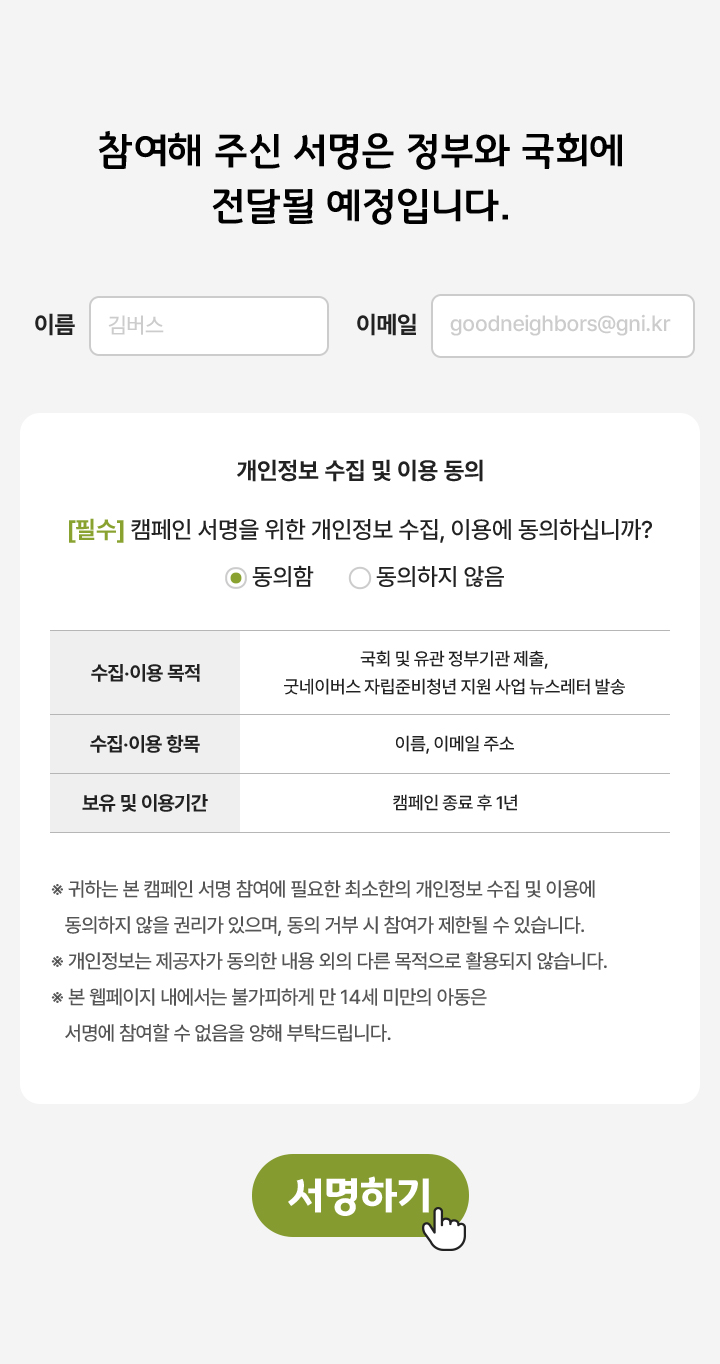 참여해 주신 서명은 정부와 국회에
전달될 예정입니다.
이름 김버스 이메일 goodneighbors@gni.kr
개인정보 수집 및 이용 동의
[필수] 캠페인 서명을 위한 개인정보 수집, 이용에 동의하십니까?
동의함 동의하지 않음
수집·이용 목적
국회 및 유관 정부기관 제출,
굿네이버스 자립준비청년 지원 사업 뉴스레터 발송
수집·이용 항목 이름, 이메일 주소
보유 및 이용기간 캠페인 종료 후 1년
※ 귀하는 본 캠페인 서명 참여에 필요한 최소한의 개인정보 수집 및 이용에
동의하지 않을 권리가 있으며, 동의 거부 시 참여가 제한될 수 있습니다.
※ 개인정보는 제공자가 동의한 내용 외의 다른 목적으로 활용되지 않습니다.
※ 본 웹페이지 내에서는 불가피하게 만 14세 미만의 아동은
서명에 참여할 수 없음을 양해 부탁드립니다.
서명하기